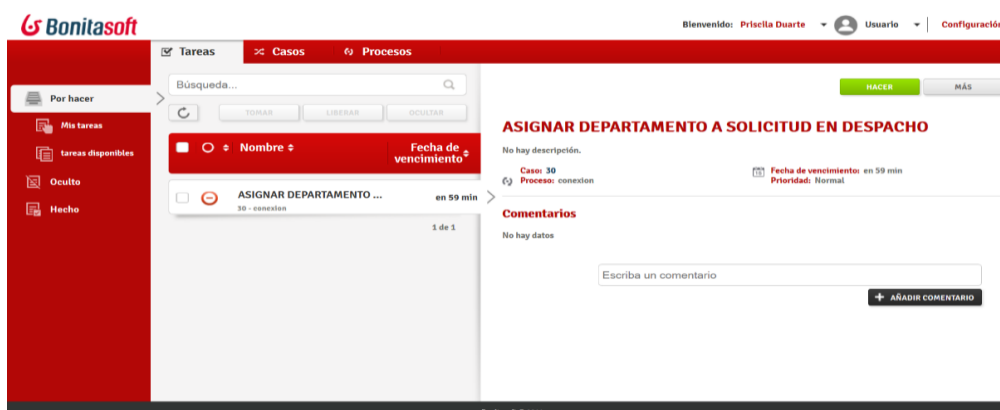 Bonitasoft
Bienvenido: Priscila Duarte Usuario Configuració
Tareas Casos Procesos
Por hacer
Mis tareas
tareas disponibles
Oculto
Hecho
Búsqueda...
TOMAR LIBERAR OCULTAR
Nombre Fecha de vencimiento
ASIGNAR DEPARTAMENTO ... en 59 min
30 - conexion
1 de 1
HACER MÁS
ASIGNAR DEPARTAMENTO A SOLICITUD EN DESPACHO
No hay descripción.
Caso: 30 Fecha de vencimiento: en 59 min
Proceso: conexion Prioridad: Normal
Comentarios
No hay datos
Escriba un comentario
AÑADIR COMENTARIO